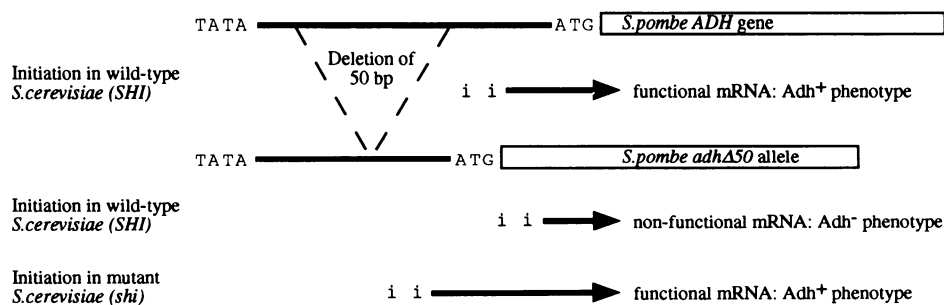 TATA ATG S.pombe ADH gene
Deletion of
50 bp
Initiation in wild-type
S.cerevisiae (SHI)
i i functional mRNA: Adh+ phenotype
TATA ATG S.pombe adhΔ50 allele
Initiation in wild-type
S.cerevisiae (SHI)
i i non-functional mRNA: Adh- phenotype
Initiation in mutant
S.cerevisiae (shi)
i i functional mRNA: Adh+ phenotype